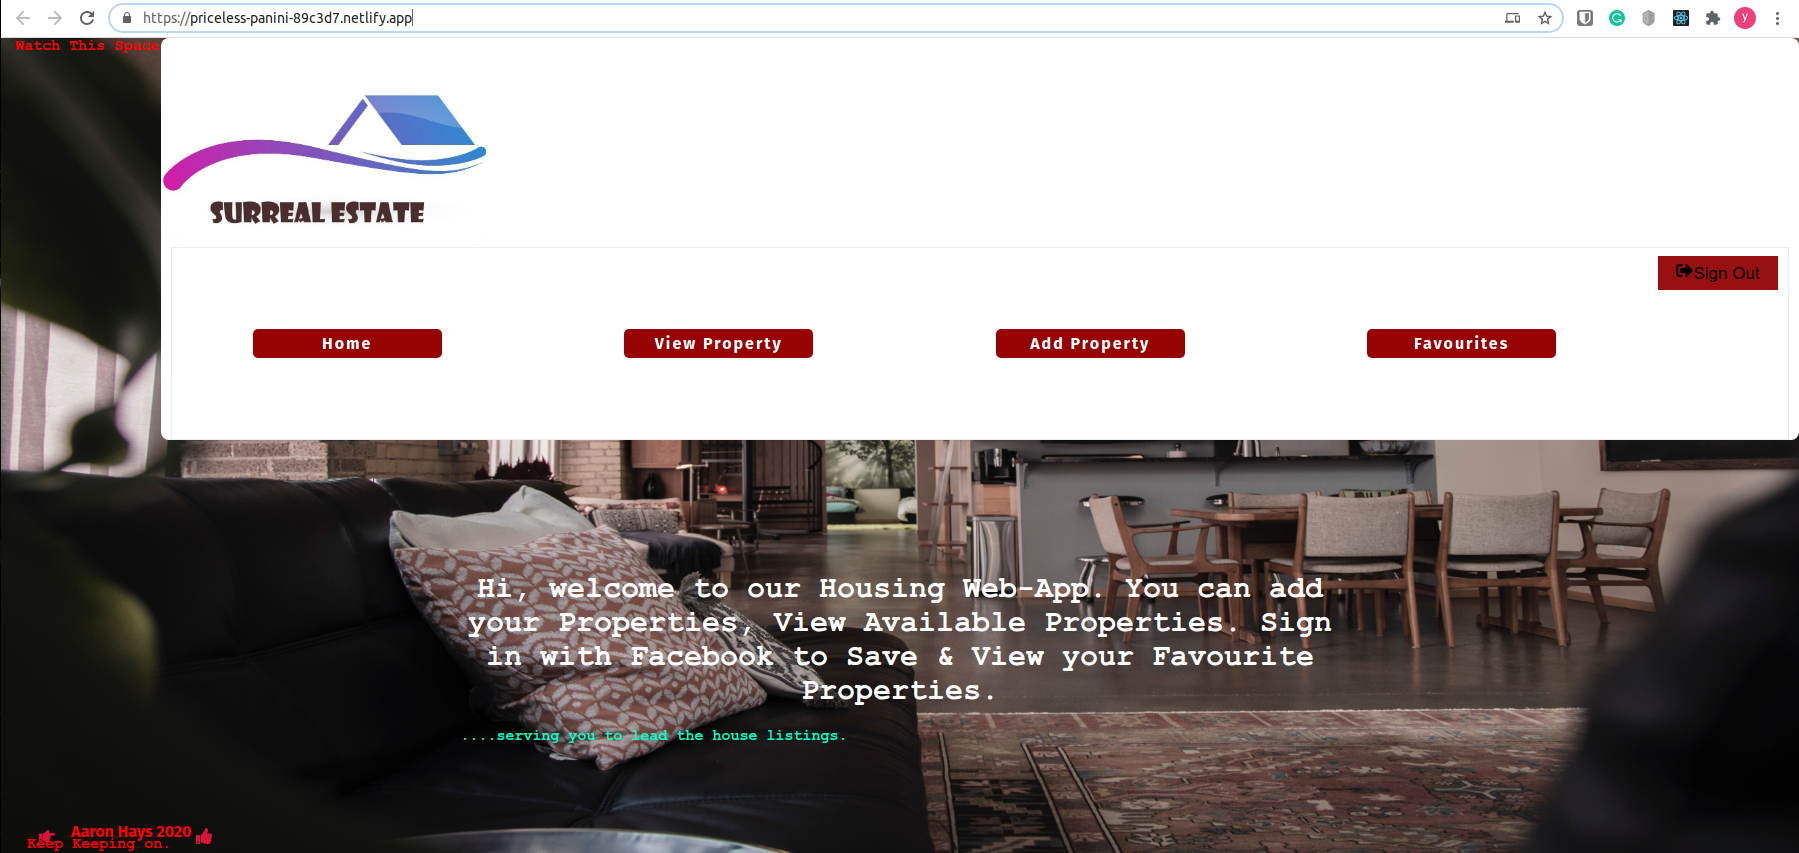 https://priceless-panini-89c3d7.netlify.app
y
Watch This Space
SURREAL ESTATE
Sign Out
Home
View Property
Add Property
Favourites
Hi, welcome to our Housing Web-App. You can add
your Properties, View Available Properties. Sign
in with Facebook to Save & View your Favourite
Properties.
....serving you to lead the house listings.
Aaron Hays 2020
Keep Keeping on.